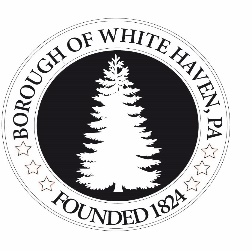 BOROUGH OF WHITE HAVEN, PA
FOUNDED 1824